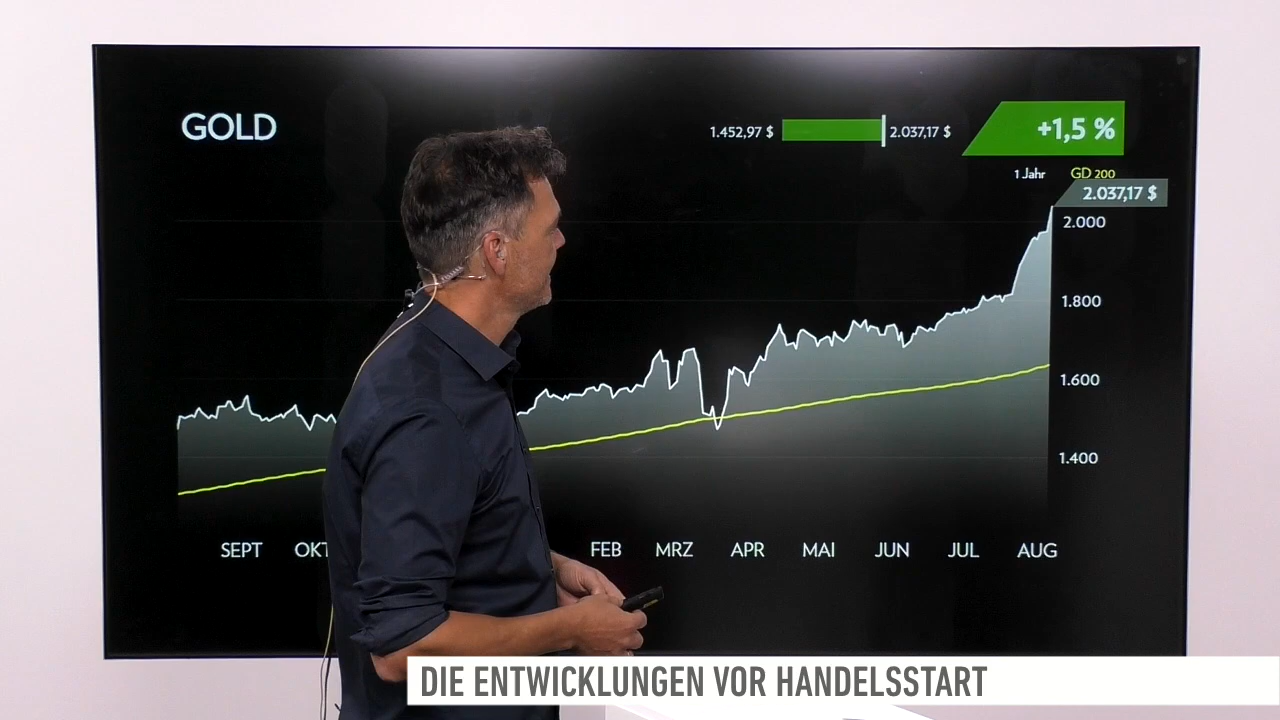 GOLD
1.452,97 $
2.037,17 $
+1,5 %
1 Jahr
GD 200
2.037,17 $
2.000
1.800
1.600
1.400
SEPT OKT FEB MRZ APR MAI JUN JUL AUG
DIE ENTWICKLUNGEN VOR HANDELSSTART